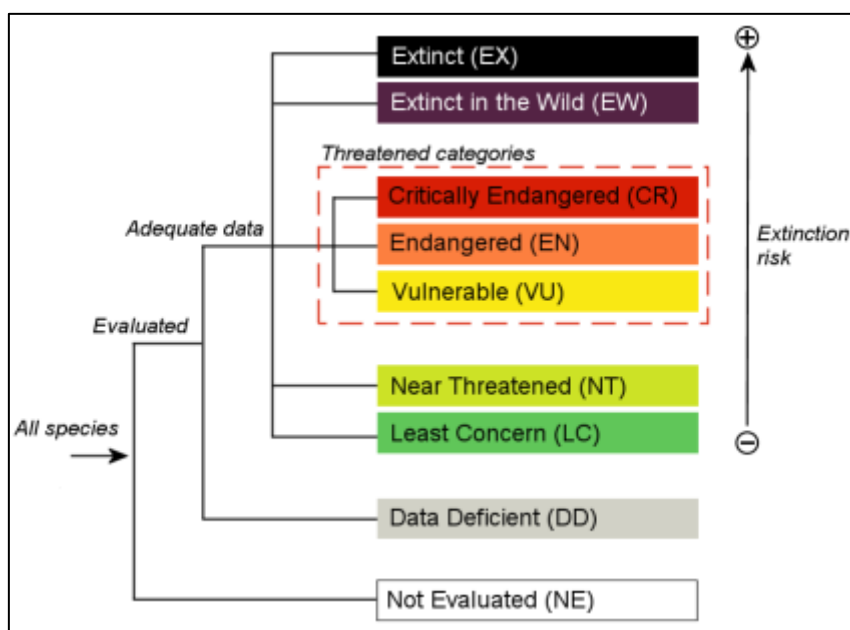 Extinct (EX)
Extinct in the Wild (EW)
Threatened categories
Critically Endangered (CR)
Adequate data
Endangered (EN)
Extinction
risk
Vulnerable (VU)
Evaluated
Near Threatened (NT)
All species
Least Concern (LC)
Data Deficient (DD)
Not Evaluated (NE)